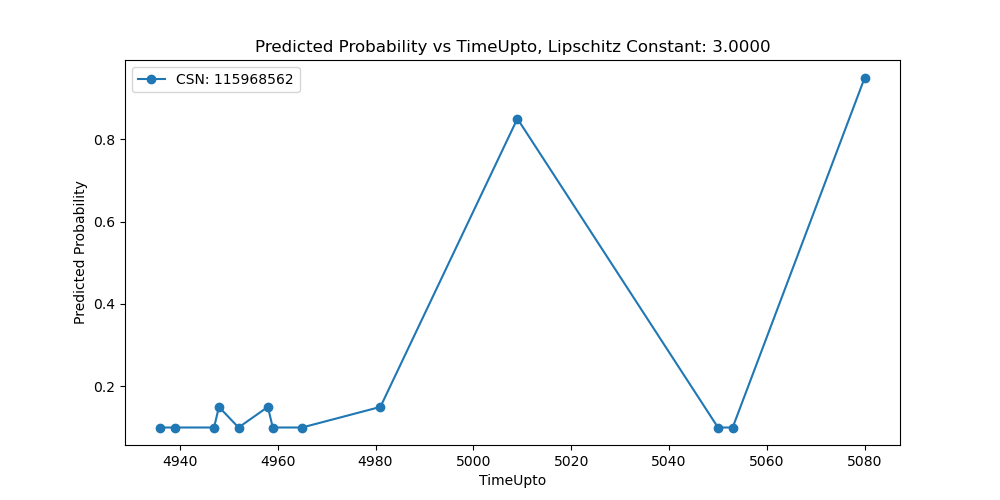 Predicted Probability vs TimeUpto, Lipschitz Constant: 3.0000
CSN: 115968562
Predicted Probability
0.8
0.6
0.4
0.2
4940 4960 4980 5000 5020 5040 5060 5080
TimeUpto